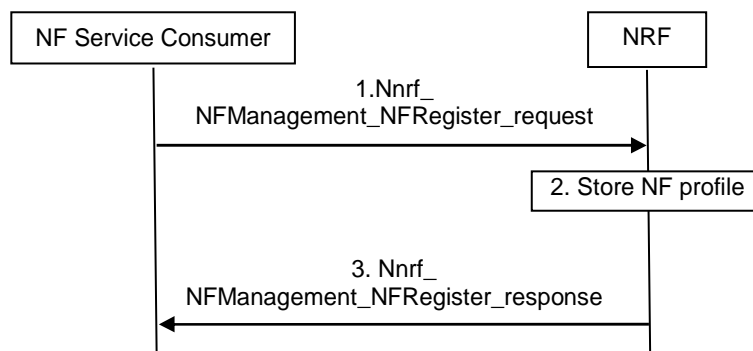 NF Service Consumer
NRF
1.Nnrf_
NFManagement_NFRegister_request
2. Store NF profile
3. Nnrf_
NFManagement_NFRegister_response